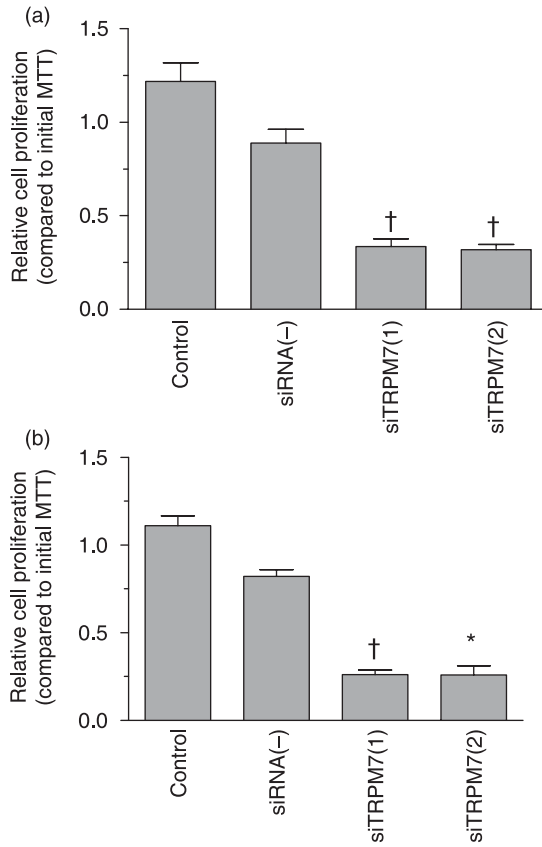 (a)
Relative cell proliferation
(compared to initial MTT)
1.5
1.0
0.5
0.0
†
†
Control
siRNA(−)
siTRPM7(1)
siTRPM7(2)
(b)
Relative cell proliferation
(compared to initial MTT)
1.5
1.0
0.5
0.0
†
*
Control
siRNA(−)
siTRPM7(1)
siTRPM7(2)